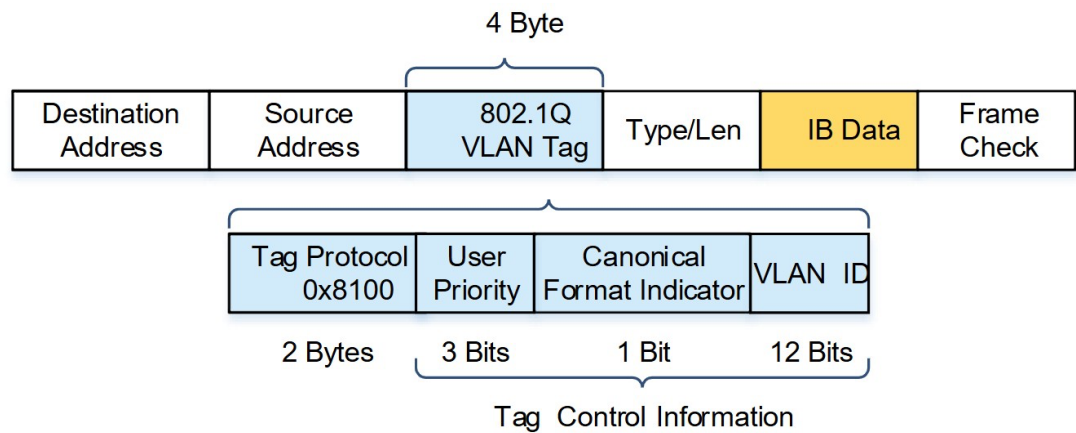 4 Byte
Destination
Address
Source
Address
802.1Q
VLAN Tag
Type/Len
IB Data
Frame
Check
Tag Protocol
0x8100
User
Priority
Canonical
Format Indicator
VLAN ID
2 Bytes
3 Bits
1 Bit
12 Bits
Tag Control Information